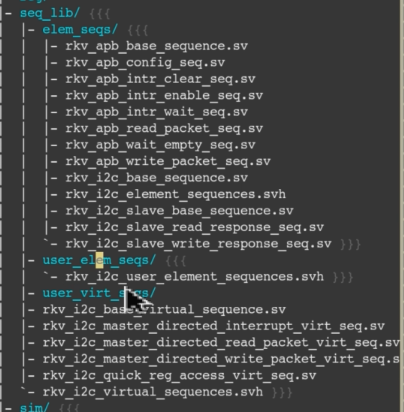 |- seq_lib/ {{{
| |- elem_seqs/ {{{
| | |- rkv_apb_base_sequence.sv
| | |- rkv_apb_config_seq.sv
| | |- rkv_apb_intr_clear_seq.sv
| | |- rkv_apb_intr_enable_seq.sv
| | |- rkv_apb_intr_wait_seq.sv
| | |- rkv_apb_read_packet_seq.sv
| | |- rkv_apb_wait_empty_seq.sv
| | |- rkv_apb_write_packet_seq.sv
| | |- rkv_i2c_base_sequence.sv
| | |- rkv_i2c_element_sequences.svh
| | |- rkv_i2c_slave_base_seq.sv
| | |- rkv_i2c_slave_read_response_seq.sv
| | `- rkv_i2c_slave_write_response_seq.sv }}}
| |- user_elem_seqs/ {{{
| | `- rkv_i2c_user_element_sequences.svh }}}
| |- user_virt_seqs/
| |- rkv_i2c_base_virtual_sequence.sv
| |- rkv_i2c_master_directed_interrupt_virt_seq.sv
| |- rkv_i2c_master_directed_read_packet_virt_seq.sv
| |- rkv_i2c_master_directed_write_packet_virt_seq.s
| |- rkv_i2c_quick_reg_access_virt_seq.sv
| `- rkv_i2c_virtual_sequences.svh }}}
|- sim/ {{{